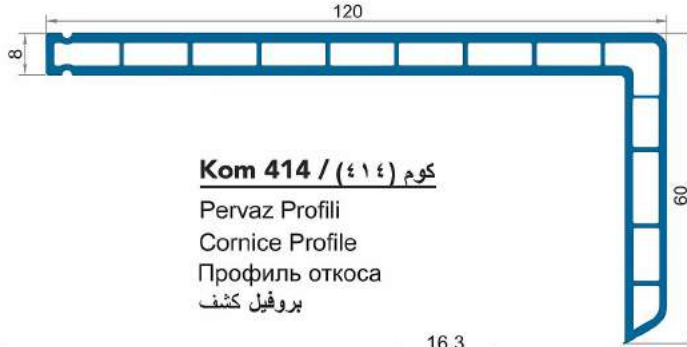 120
8
Kom 414 / (٤١٤) كوم
Pervaz Profili
Cornice Profile
Профиль откоса
بروفيل كشف
60
16.3